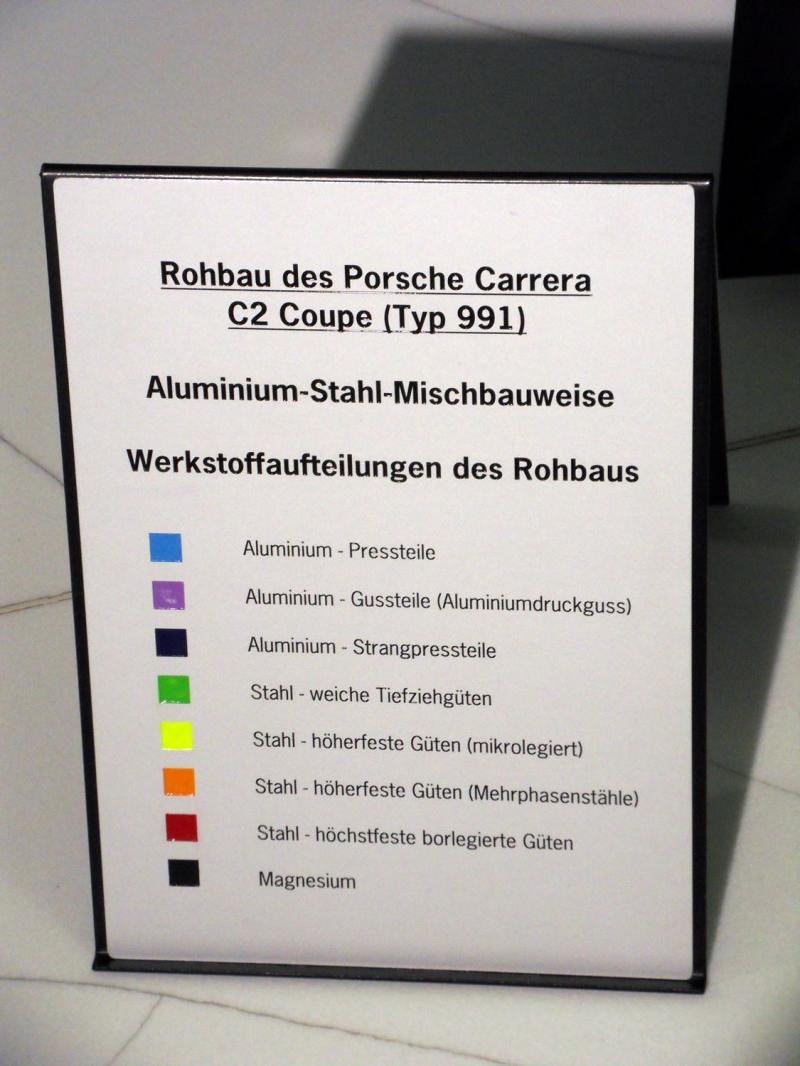 Rohbau des Porsche Carrera
C2 Coupe (Typ 991)
Aluminium-Stahl-Mischbauweise
Werkstoffaufteilungen des Rohbaus
Aluminium - Pressteile
Aluminium - Gussteile (Aluminiumdruckguss)
Aluminium - Strangpressteile
Stahl - weiche Tiefziehgüten
Stahl - höherfeste Güten (mikrolegiert)
Stahl - höherfeste Güten (Mehrphasenstähle)
Stahl - höchstfeste borlegierte Güten
Magnesium